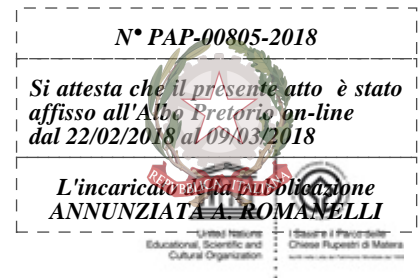 N° PAP-00805-2018
Si attesta che il presente atto è stato
affisso all'Albo Pretorio on-line
dal 22/02/2018 al 09/03/2018
L'incaricato della pubblicazione
ANNUNZIATA A. ROMANELLI
REPVBBLICA ITALIANA
United Nations
Educational, Scientific and
Cultural Organization
I Sassi e il Parco delle
Chiese Rupestri di Matera